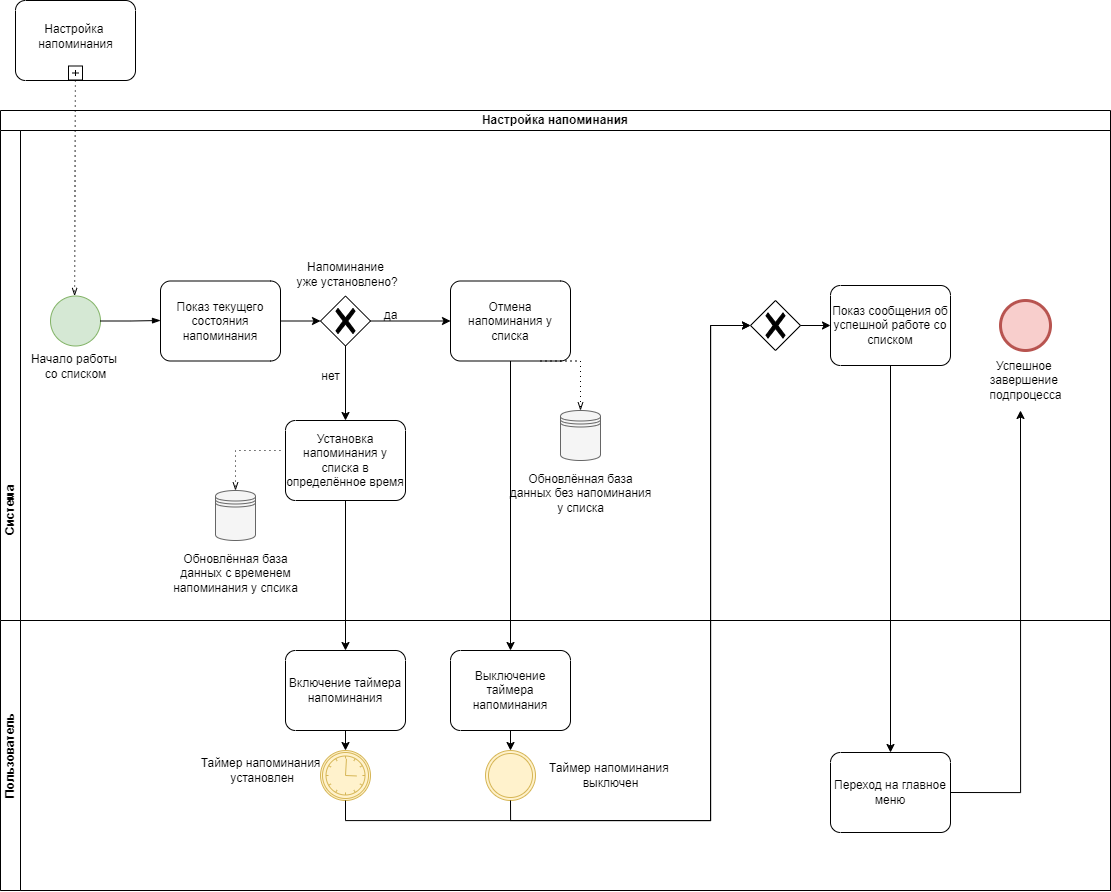 Настройка
напоминания
Настройка напоминания
Система
Напоминание
уже установлено?
Показ текущего
состояния
напоминания
да
Отмена
напоминания у
списка
Показ сообщения об
успешной работе со
списком
Начало работы
со списком
Успешное
завершение
подпроцесса
нет
Установка
напоминания у
списка в
определённое время
Обновлённая база
данных без напоминания
у списка
Обновлённая база
данных с временем
напоминания у спсика
Пользователь
Включение таймера
напоминания
Выключение
таймера
напоминания
Таймер напоминания
установлен
Таймер напоминания
выключен
Переход на главное
меню